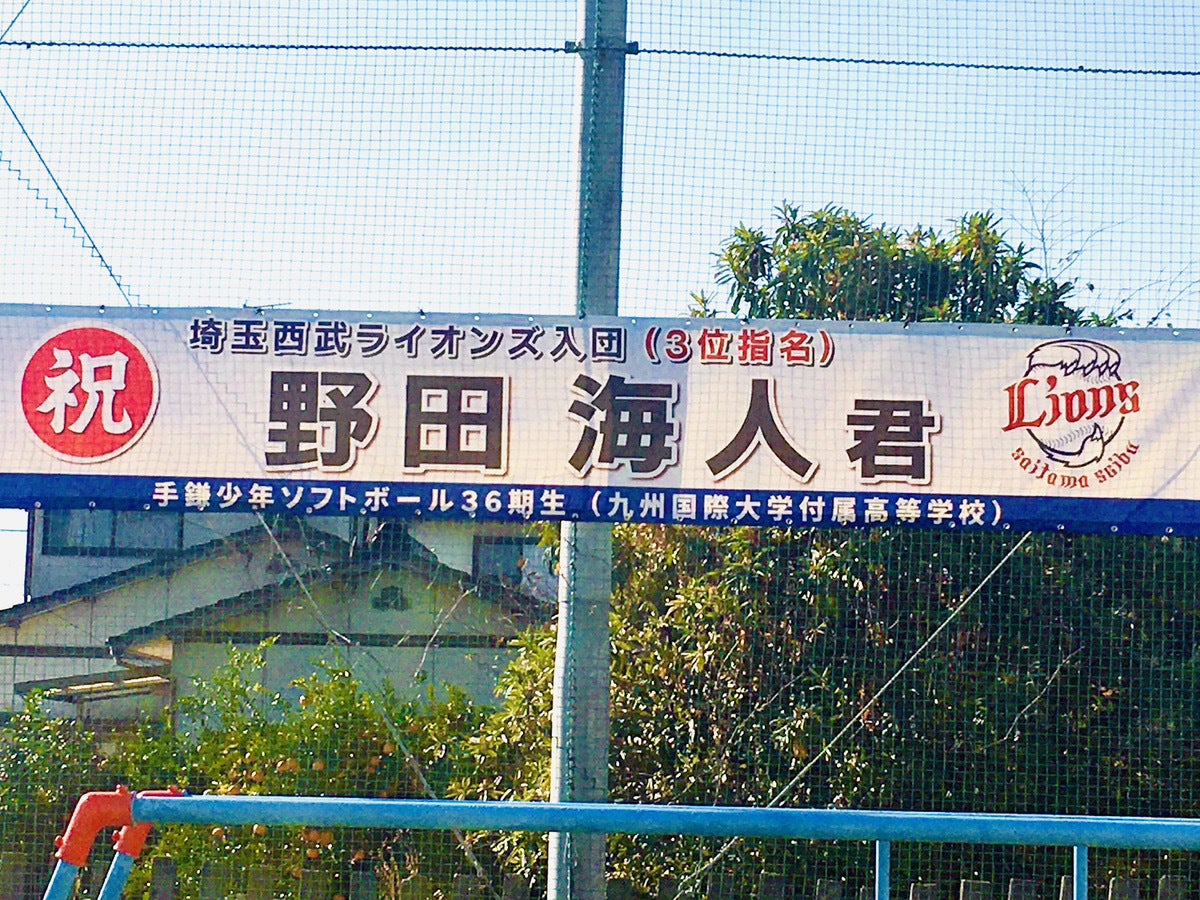 祝
埼玉西武ライオンズ入団（3位指名）
野田 海人君
手鎌少年ソフトボール36期生（九州国際大学付属高等学校）
Lions
saitama seibu